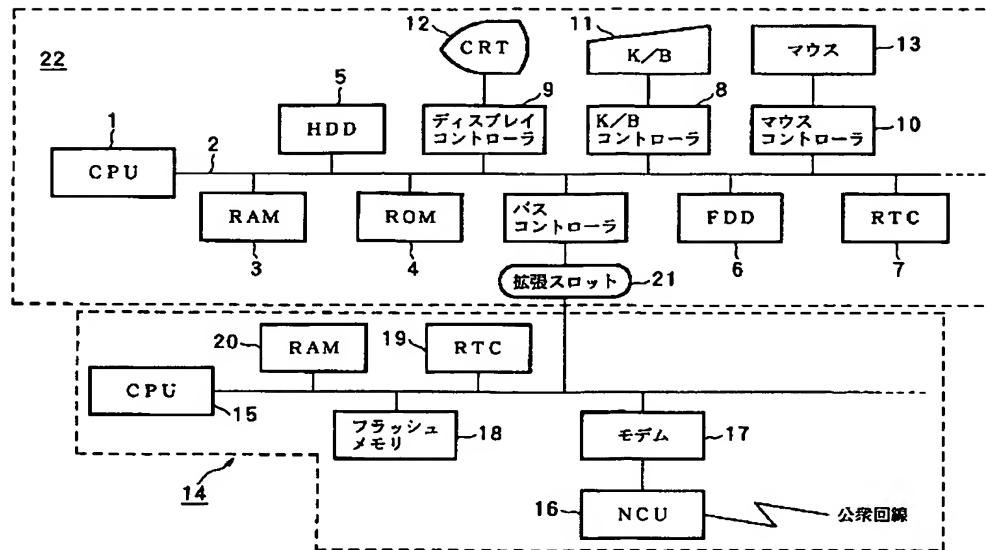 12
CRT
11
K/B
マウス
13
22
5
9
8
HDD
ディスプレイ
コントローラ
K/B
コントローラ
マウス
コントローラ
10
1
CPU
2
RAM
3
ROM
4
バス
コントローラ
FDD
6
RTC
7
拡張スロット
21
20
RAM
19
RTC
CPU
15
フラッシュ
メモリ
18
モデム
17
14
16
NCU
公衆回線